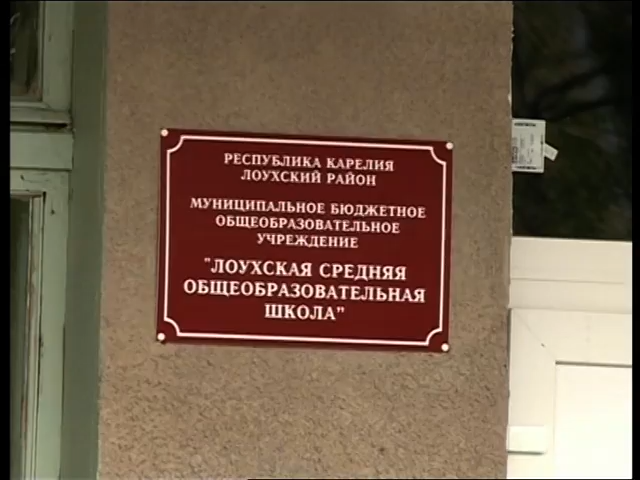 РЕСПУБЛИКА КАРЕЛИЯ
ЛОУХСКИЙ РАЙОН
МУНИЦИПАЛЬНОЕ БЮДЖЕТНОЕ
ОБЩЕОБРАЗОВАТЕЛЬНОЕ
УЧРЕЖДЕНИЕ
"ЛОУХСКАЯ СРЕДНЯЯ
ОБЩЕОБРАЗОВАТЕЛЬНАЯ
ШКОЛА"